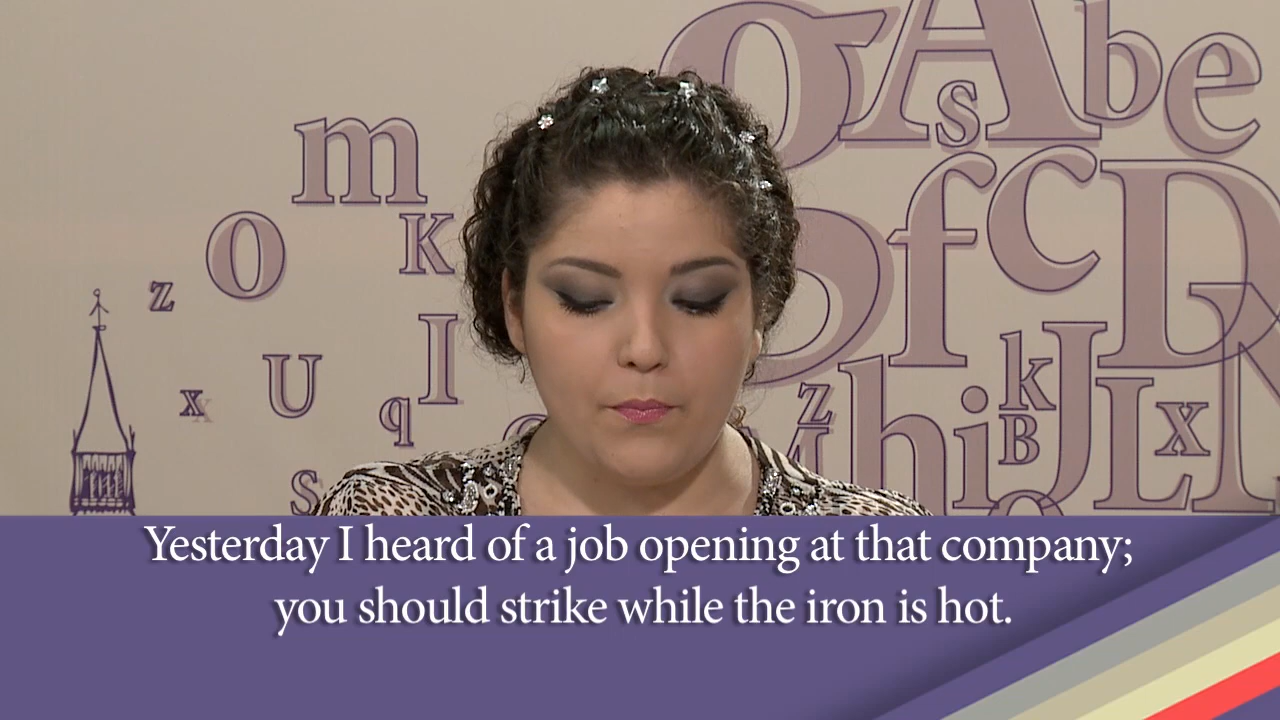 g A b e
s
m
f c D
O K
z
k
I
U
x q
z h i J L x
B
s
Yesterday I heard of a job opening at that company;
you should strike while the iron is hot.